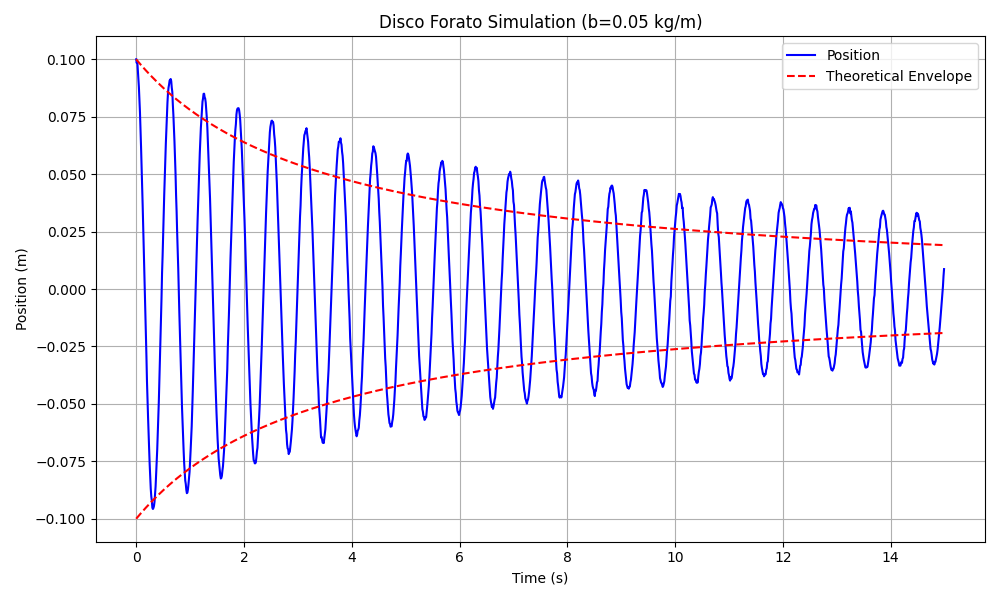 Disco Forato Simulation (b=0.05 kg/m)
Position
Theoretical Envelope
Position (m)
0.100
0.075
0.050
0.025
0.000
−0.025
−0.050
−0.075
−0.100
0 2 4 6 8 10 12 14
Time (s)